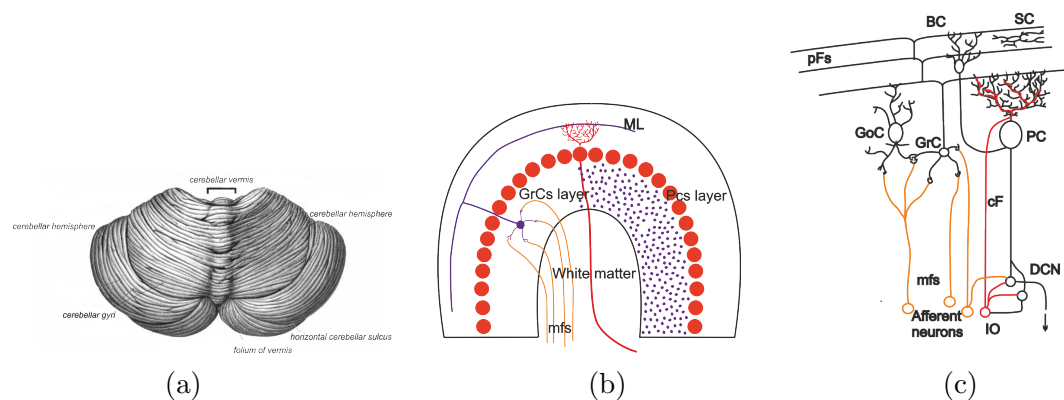 cerebellar vermis
cerebellar hemisphere
cerebellar hemisphere
cerebellar gyri
horizontal cerebellar sulcus
folium of vermis
(a)
ML
GrCs layer
Pcs layer
White matter
mfs
(b)
BC
SC
pFs
GoC
GrC
PC
cF
mfs
DCN
Afferent
neurons
IO
(c)